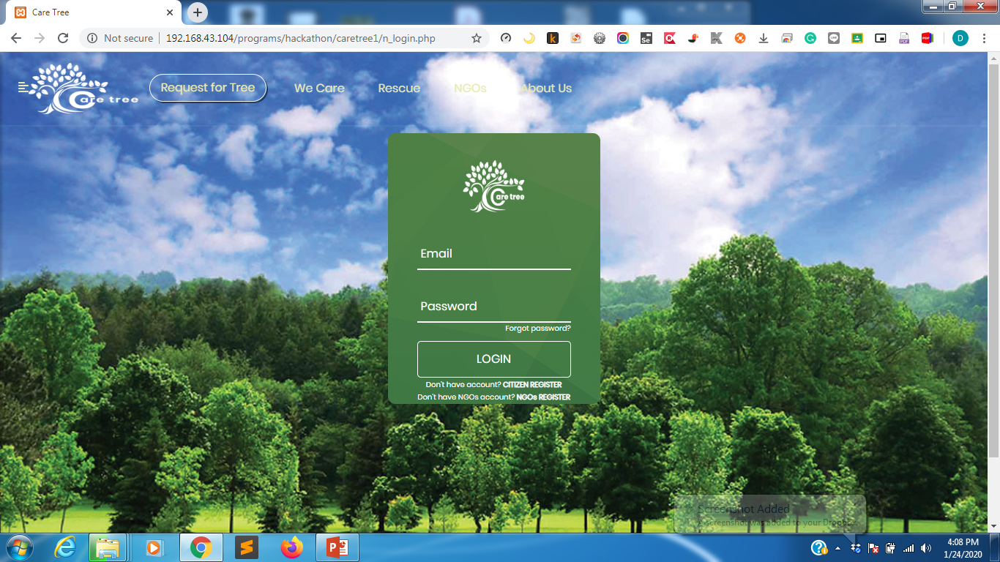 Care Tree
Not secure
192.168.43.104/programs/hackathon/caretree1/n_login.php
D
Care tree
Request for Tree
We Care
Rescue
NGOs
About Us
Care tree
Email
Password
Forgot password?
LOGIN
Don't have account? CITIZEN REGISTER
Don't have NGOs account? NGOs REGISTER
Screenshot Added
A screenshot was added to your Dropbox.
4:08 PM
1/24/2020